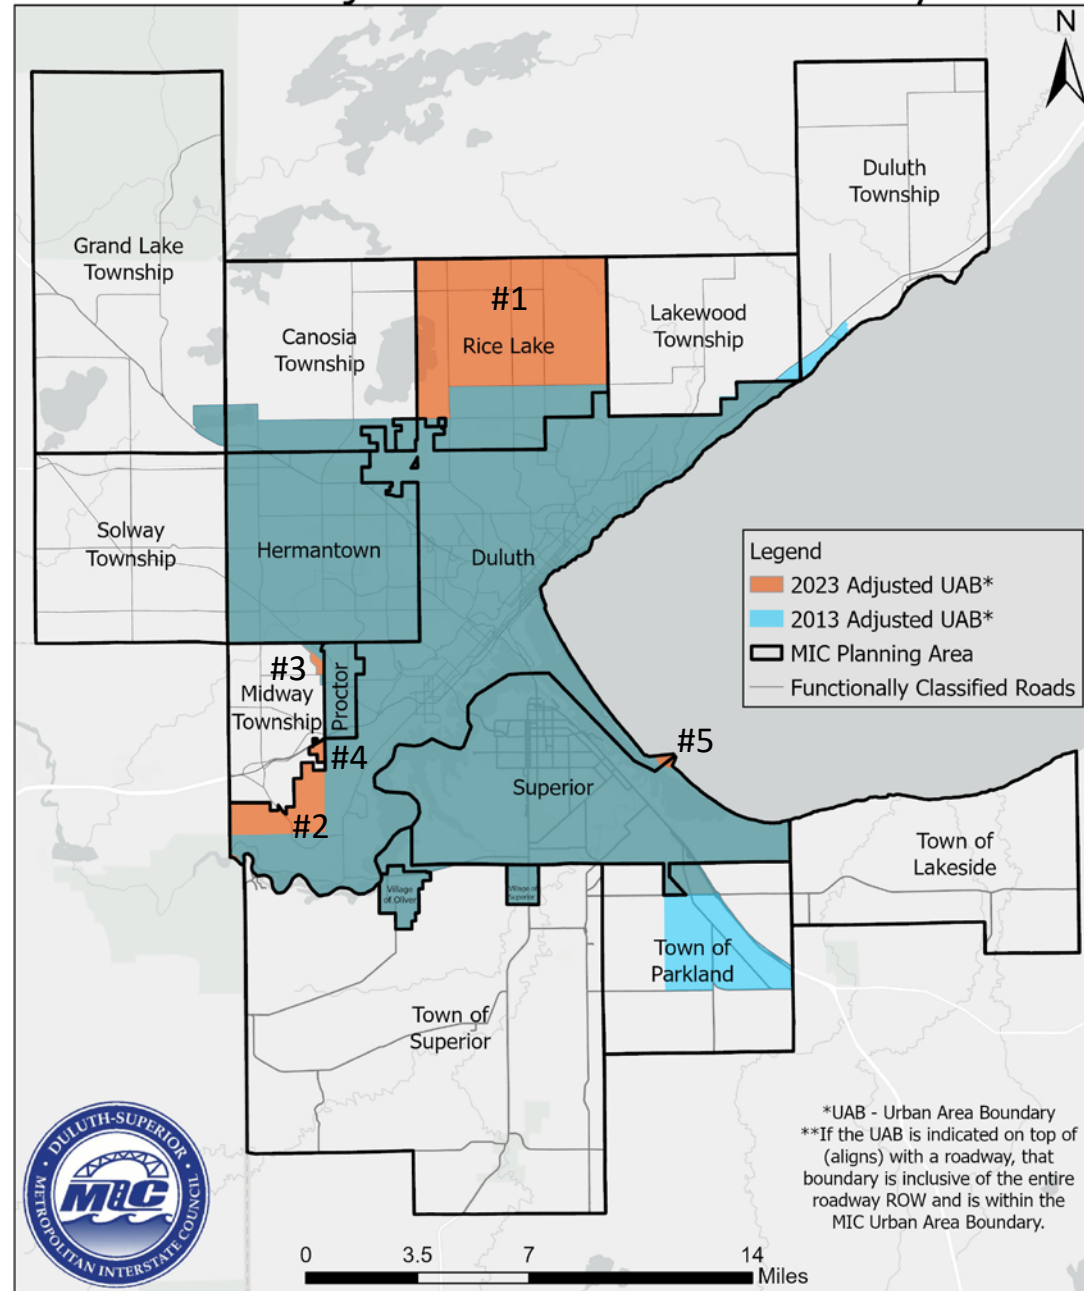 N
Duluth
Township
Grand Lake
Township
#1
Canosia
Township
Rice Lake
Lakewood
Township
Solway
Township
Hermantown
Duluth
Legend
2023 Adjusted UAB*
2013 Adjusted UAB*
MIC Planning Area
Functionally Classified Roads
#3
Midway
Township
Proctor
#4
#5
Superior
#2
Town of
Lakeside
Village
of Oliver
Village of
Superior
Town of
Parkland
Town of
Superior
*UAB - Urban Area Boundary
**If the UAB is indicated on top of
(aligns) with a roadway, that
boundary is inclusive of the entire
roadway ROW and is within the
MIC Urban Area Boundary.
DULUTH-SUPERIOR
MIC
METROPOLITAN INTERSTATE COUNCIL
0 3.5 7 14
Miles